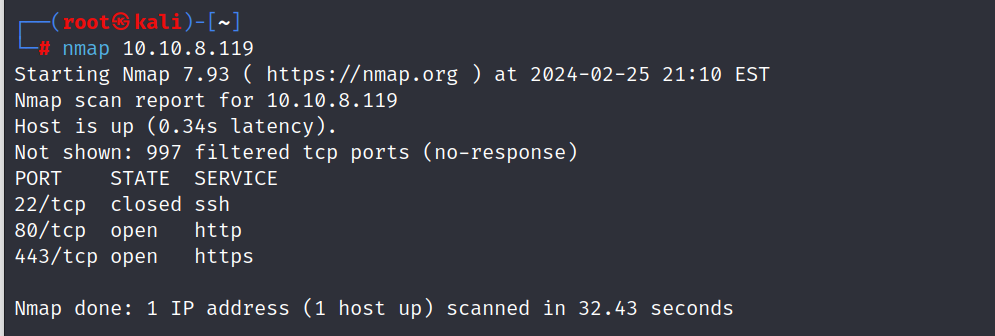 ┌──(root㉿kali)-[~]
└─# nmap 10.10.8.119
Starting Nmap 7.93 ( https://nmap.org ) at 2024-02-25 21:10 EST
Nmap scan report for 10.10.8.119
Host is up (0.34s latency).
Not shown: 997 filtered tcp ports (no-response)
PORT    STATE  SERVICE
22/tcp  closed ssh
80/tcp  open   http
443/tcp open   https
Nmap done: 1 IP address (1 host up) scanned in 32.43 seconds